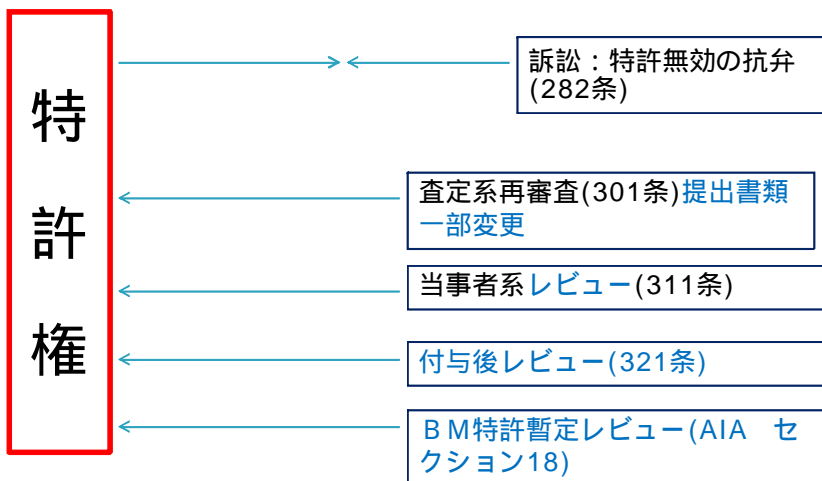 特許権
訴訟：特許無効の抗弁
(282条)
査定系再審査(301条)提出書類
一部変更
当事者系レビュー(311条)
付与後レビュー(321条)
ＢＭ特許暫定レビュー(AIA　セ
クション18)